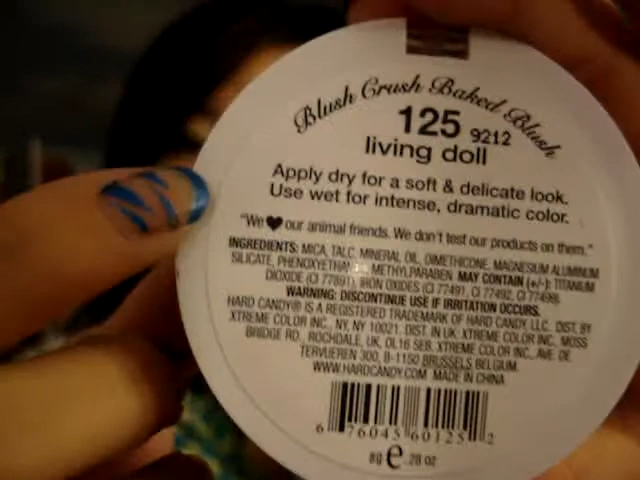 Blush Crush Baked Blush
125 9212
living doll
Apply dry for a soft & delicate look.
Use wet for intense, dramatic color.
"We ♥ our animal friends. We don't test our products on them."
INGREDIENTS: MICA, TALC, MINERAL OIL, DIMETHICONE, MAGNESIUM ALUMINUM
SILICATE, METHYLPARABEN. MAY CONTAIN (+/-): TITANIUM
DIOXIDE (CI 77891), IRON OXIDES (CI 77491, CI 77492, CI 77499).
WARNING: DISCONTINUE USE IF IRRITATION OCCURS.
HARD CANDY® IS A REGISTERED TRADEMARK OF HARD CANDY, LLC. DIST. BY
XTREME COLOR INC., NY, NY 10021. DIST. IN UK: XTREME COLOR INC., MOSS
BRIDGE RD., ROCHDALE, UK, OL16 5EB. XTREME COLOR INC., AVE. DE
TERVUEREN 300, B-1150 BRUSSELS BELGIUM.
WWW.HARDCANDY.COM MADE IN CHINA
6 76045 60125 2
8g e .28 oz